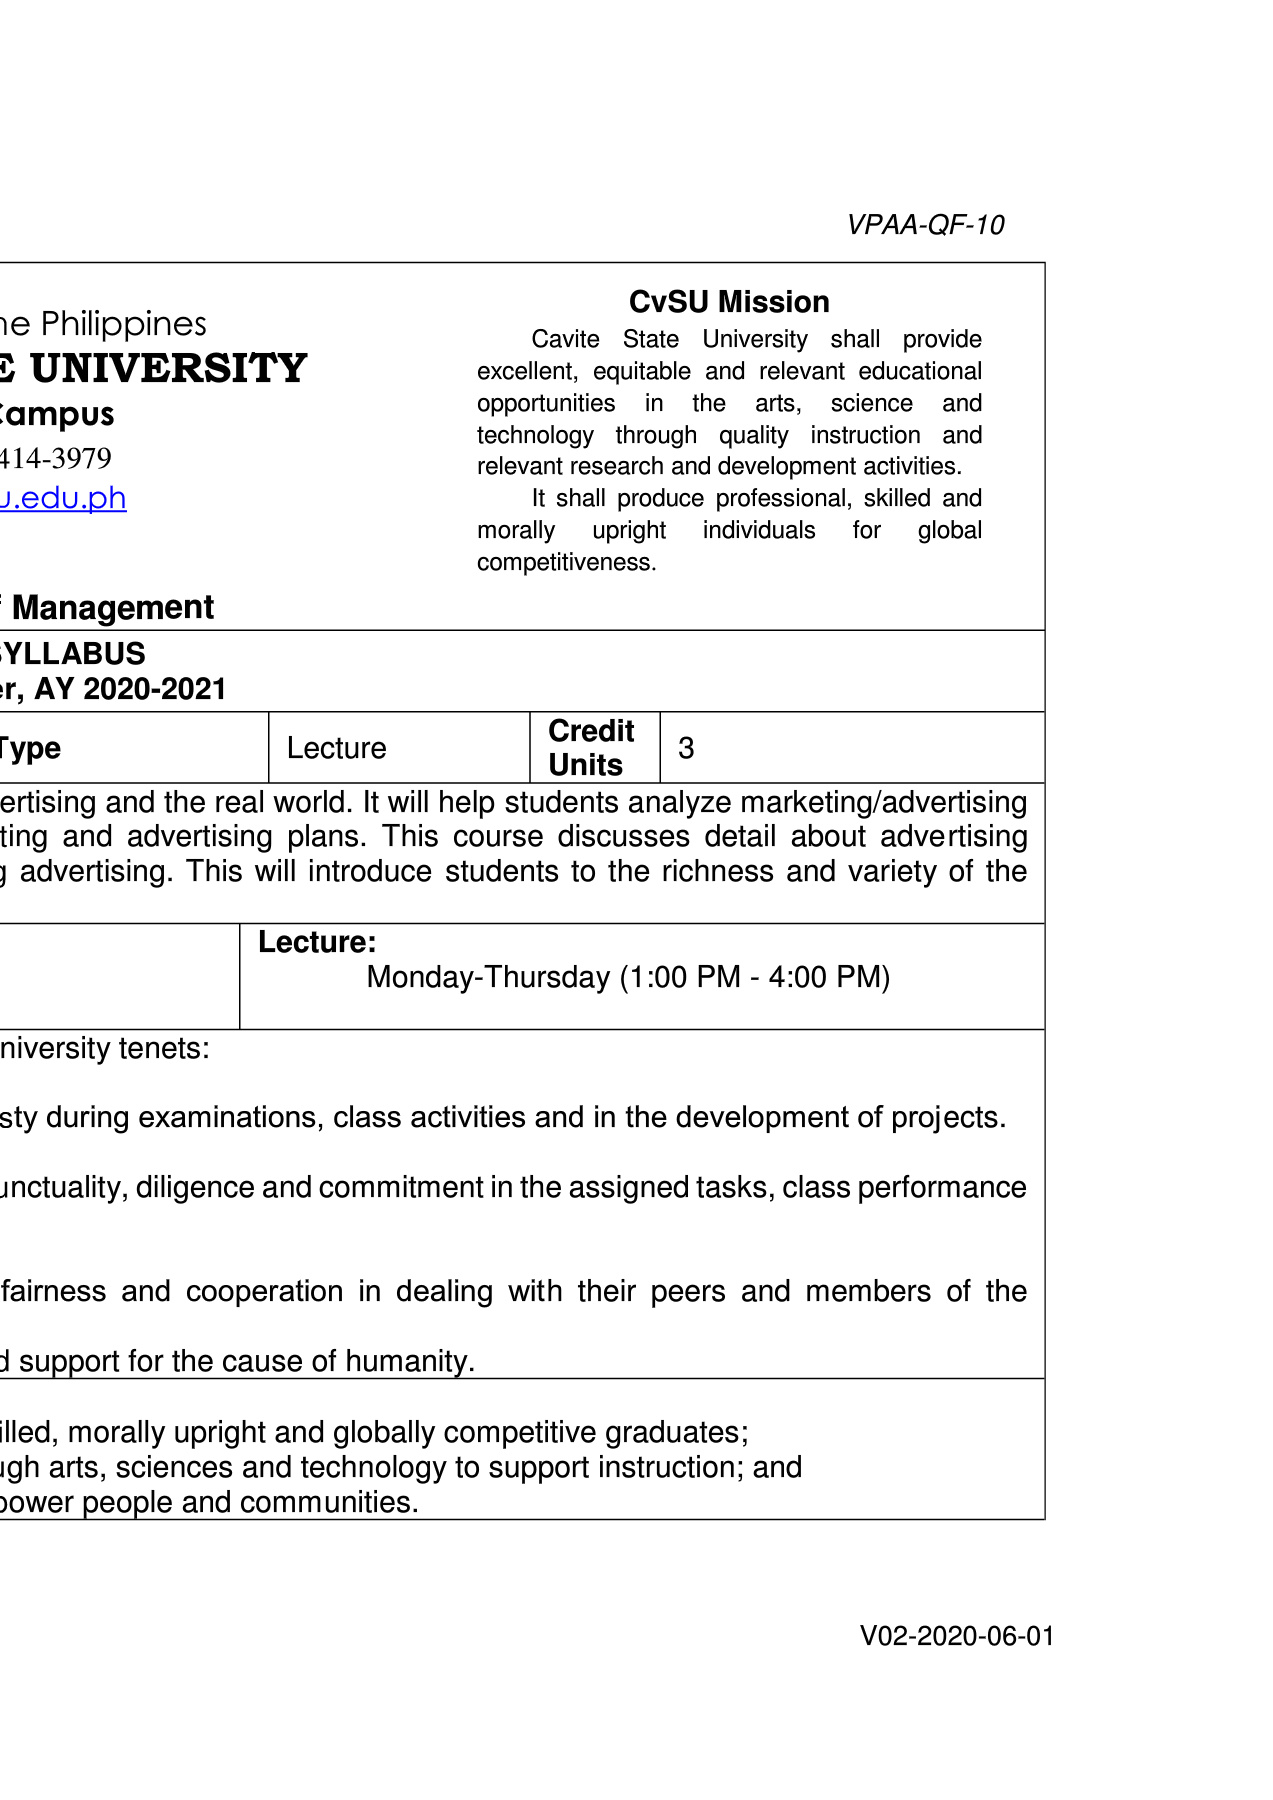 VPAA-QF-10
ne Philippines
E UNIVERSITY
Campus
414-3979
u.edu.ph
CvSU Mission
Cavite State University shall provide
excellent, equitable and relevant educational
opportunities in the arts, science and
technology through quality instruction and
relevant research and development activities.
It shall produce professional, skilled and
morally upright individuals for global
competitiveness.
f Management
SYLLABUS
er, AY 2020-2021
Type
Lecture
Credit
Units
3
ertising and the real world. It will help students analyze marketing/advertising
ting and advertising plans. This course discusses detail about advertising
g advertising. This will introduce students to the richness and variety of the
Lecture:
Monday-Thursday (1:00 PM - 4:00 PM)
niversity tenets:
sty during examinations, class activities and in the development of projects.
unctuality, diligence and commitment in the assigned tasks, class performance
fairness and cooperation in dealing with their peers and members of the
d support for the cause of humanity.
illed, morally upright and globally competitive graduates;
ugh arts, sciences and technology to support instruction; and
power people and communities.
V02-2020-06-01